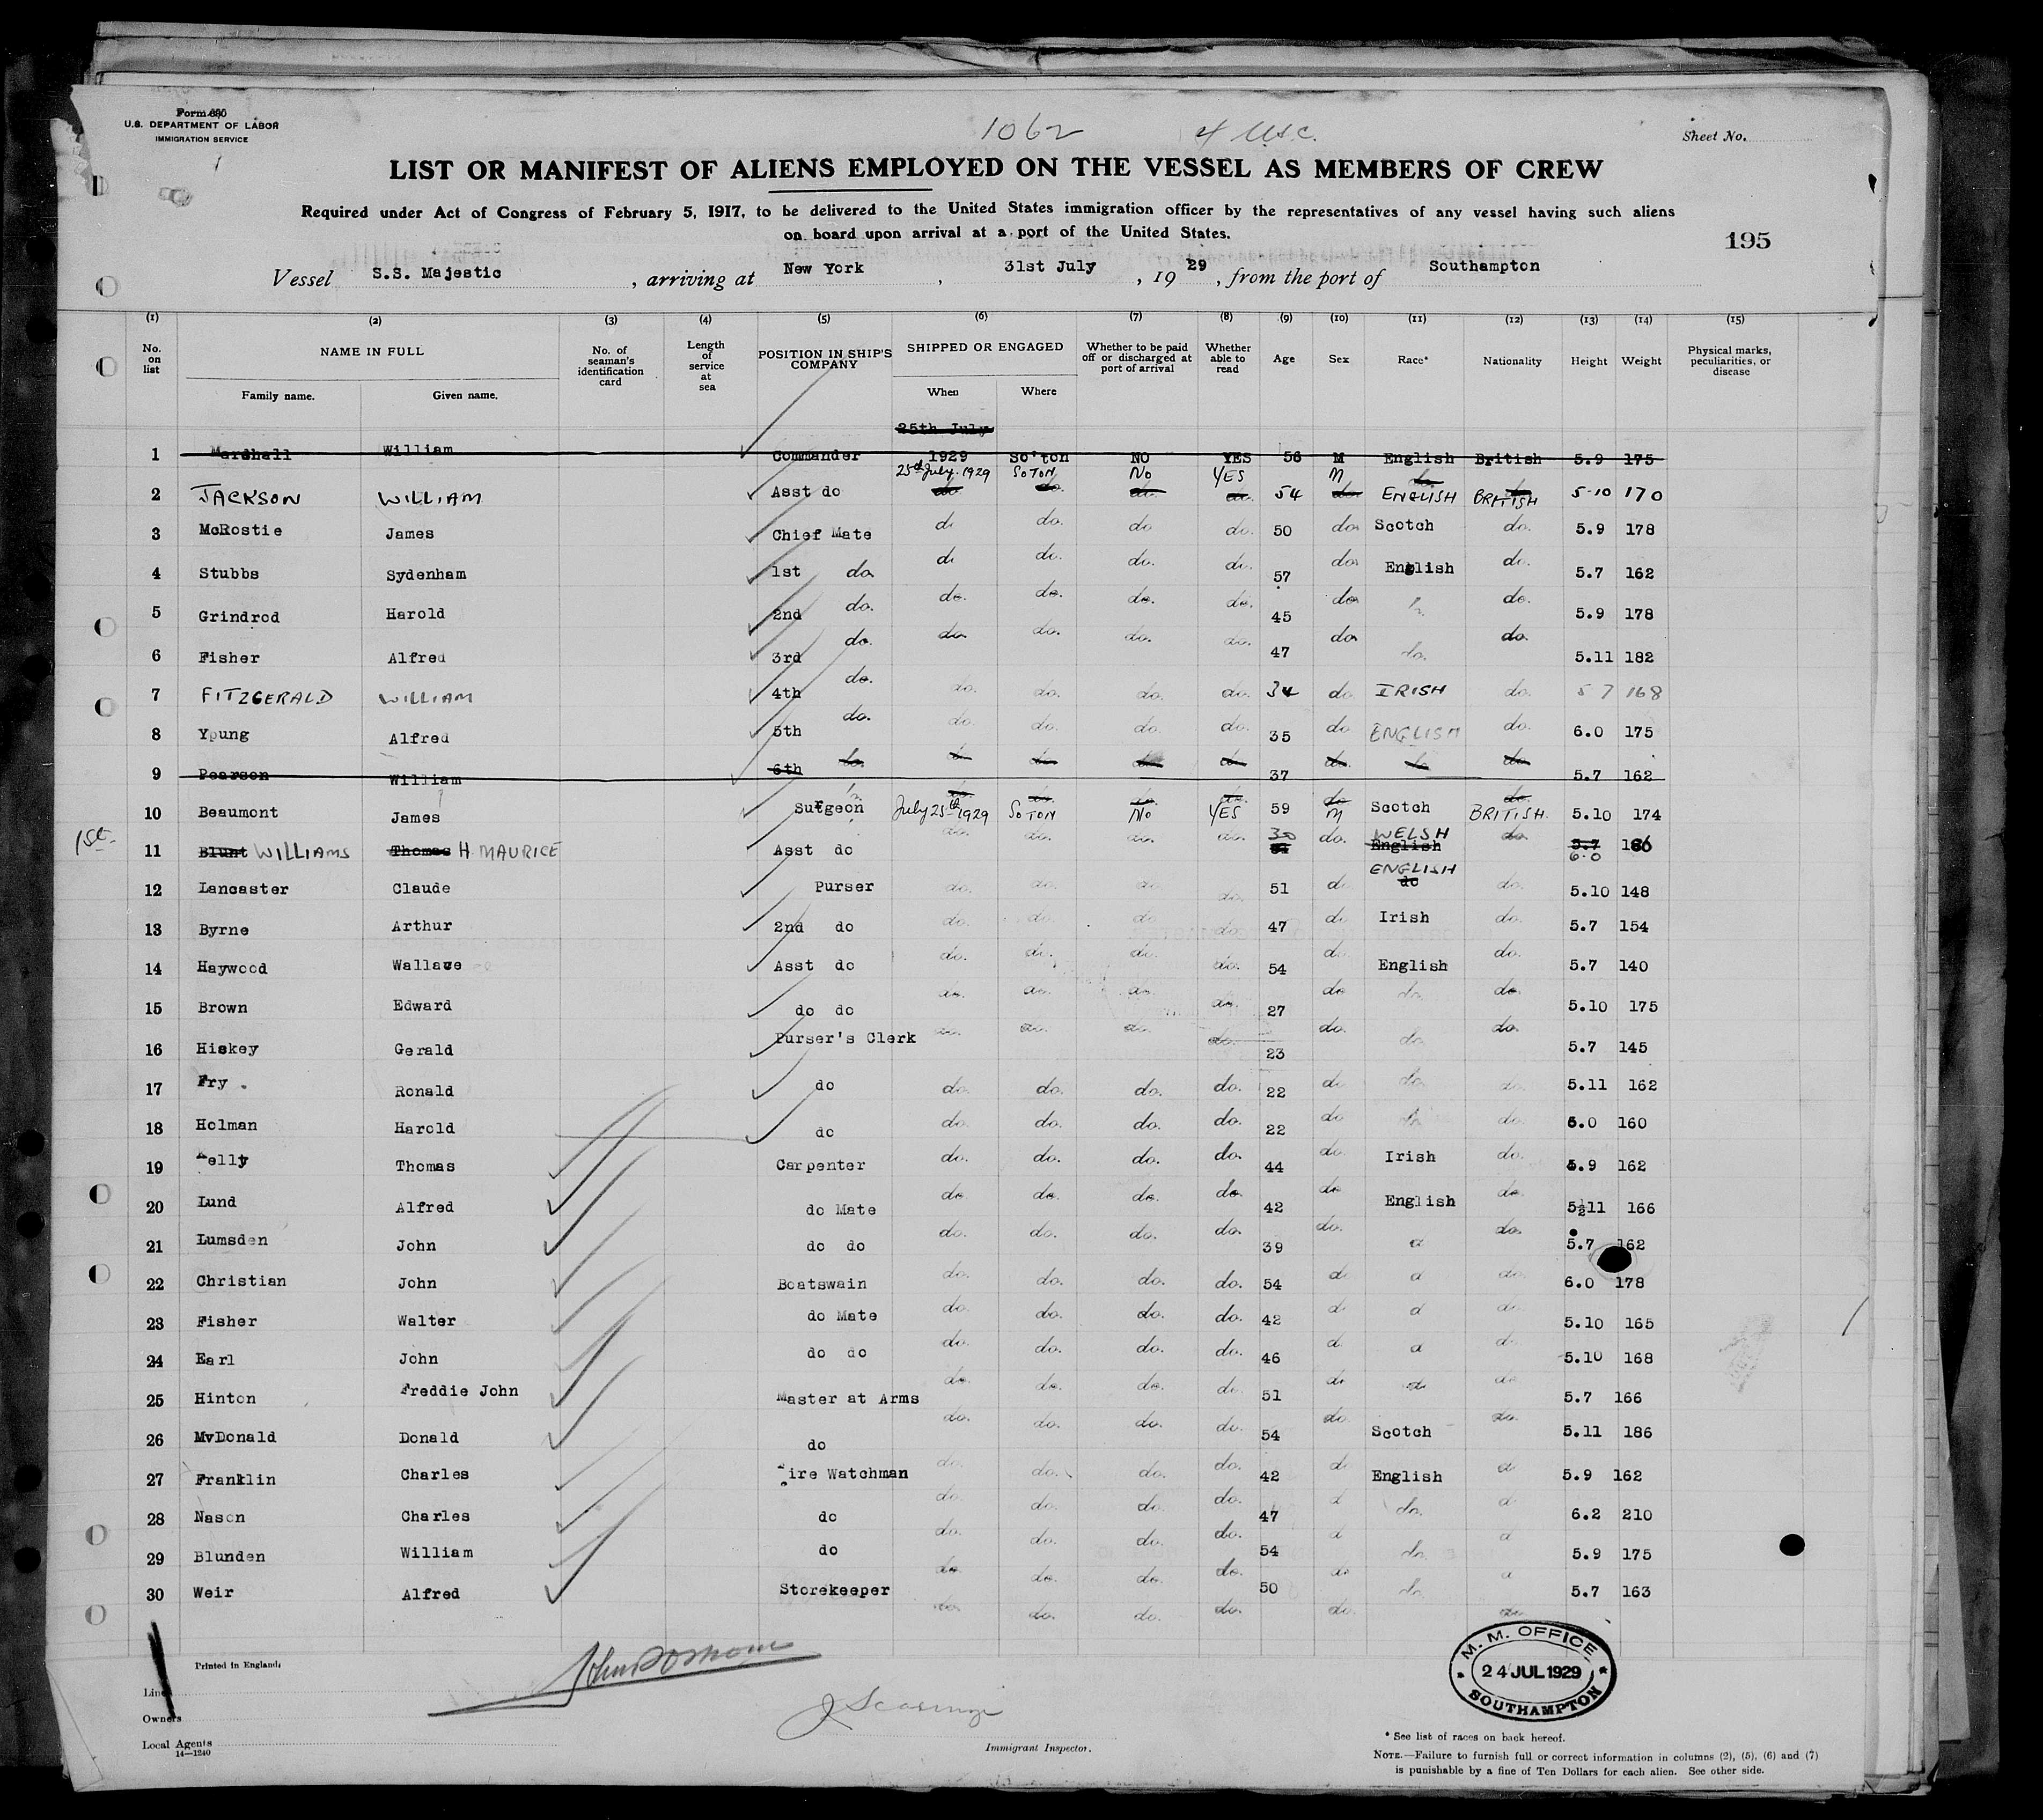 Form 680
U.S. DEPARTMENT OF LABOR
IMMIGRATION SERVICE
1062
Sheet No.
LIST OR MANIFEST OF ALIENS EMPLOYED ON THE VESSEL AS MEMBERS OF CREW
Required under Act of Congress of February 5, 1917, to be delivered to the United States immigration officer by the representatives of any vessel having such aliens
on board upon arrival at a port of the United States.
195
Vessel S.S. Majestic , arriving at New York , 31st July , 19 29 , from the port of Southampton
(1) (2) (3) (4) (5) (6) (7) (8) (9) (10) (11) (12) (13) (14) (15)
No. on list NAME IN FULL No. of seaman's identification card Length of service at sea POSITION IN SHIP'S COMPANY SHIPPED OR ENGAGED Whether to be paid off or discharged at port of arrival Whether able to read Age Sex Race* Nationality Height Weight Physical marks, peculiarities, or disease
Family name. Given name. When Where
25th July
1 Marshall William Commander 1929 So'ton NO YES 56 M English British 5.9 175
25th July. 1929 SOTON No YES M do
2 JACKSON WILLIAM Asst do do do. do. do. 54 do ENGLISH BRITISH 5-10 170
3 McRostie James Chief Mate d. do. do do. 50 do Scotch do. 5.9 178
4 Stubbs Sydenham 1st do d. do. do. do. 57 do English do. 5.7 162
5 Grindrod Harold 2nd do. do. do. do. do. 45 do do. 5.9 178
6 Fisher Alfred 3rd do. do do. do. do. 47 do do. do. 5.11 182
7 FITZGERALD WILLIAM 4th do. do. do. do. do. 34 do IRISH do. 5 7 168
8 Young Alfred 5th do. do. do. do. do. 35 do ENGLISH do. 6.0 175
9 Pearson William 6th do. do do do do 37 do. do do 5.7 162
10 Beaumont James Surgeon July 25th 1929 SOTON No YES 59 M Scotch BRITISH. 5.10 174
1st.
11 Blunt WILLIAMS Thomas H. MAURICE Asst do do. do. do. do. 30 do. WELSH English do 5.7 6.0 186
12 Lancaster Claude Purser do. do. do do. 51 d. ENGLISH do do. 5.10 148
13 Byrne Arthur 2nd do do. do. do do 47 do Irish do. 5.7 154
14 Haywood Wallace Asst do do. do. do. do. 54 do English do. 5.7 140
15 Brown Edward do do do. do. do. do. 27 do do. do. 5.10 175
16 Hickey Gerald Purser's Clerk do. do. do. do. 23 do. do. do. 5.7 145
17 Fry . Ronald do do. do. do. do. 22 d. do do. 5.11 162
18 Holman Harold do do. do. do. do. 22 do do. 6.0 160
19 Kelly Thomas Carpenter do. do. do. do. 44 do. Irish do. 5.9 162
20 Lund Alfred do Mate do. do. do. do. 42 do English do. 5½11 166
21 Lumsden John do do do. do. do. do. 39 do. d do. 5.7 162
22 Christian John Boatswain do. do. do. do. 54 d. d do. 6.0 178
23 Fisher Walter do Mate do. do. do. do. 42 d. d d. 5.10 165
24 Earl John do do do. do. do. do. 46 d. d d. 5.10 168
25 Hinton Freddie John Master at Arms do. do. do. d. 51 d. d d 5.7 166
26 MvDonald Donald do do. do. do. d. 54 do. Scotch do. 5.11 186
27 Franklin Charles Fire Watchman do. do. do. do. 42 d. English d 5.9 162
28 Nason Charles do do. do. do. do. 47 d do. d 6.2 210
29 Blunden William do do. do. do. do. 54 d do. d 5.9 175
30 Weir Alfred Storekeeper do. do. do. do. 50 do do. d 5.7 163
do. do. do. do. do. do.
Printed in England.
Line
Owners
Local Agents
14—1240
Immigrant Inspector.
M. M. OFFICE
24 JUL 1929
SOUTHAMPTON
* See list of races on back hereof.
NOTE.—Failure to furnish full or correct information in columns (2), (5), (6) and (7)
is punishable by a fine of Ten Dollars for each alien. See other side.